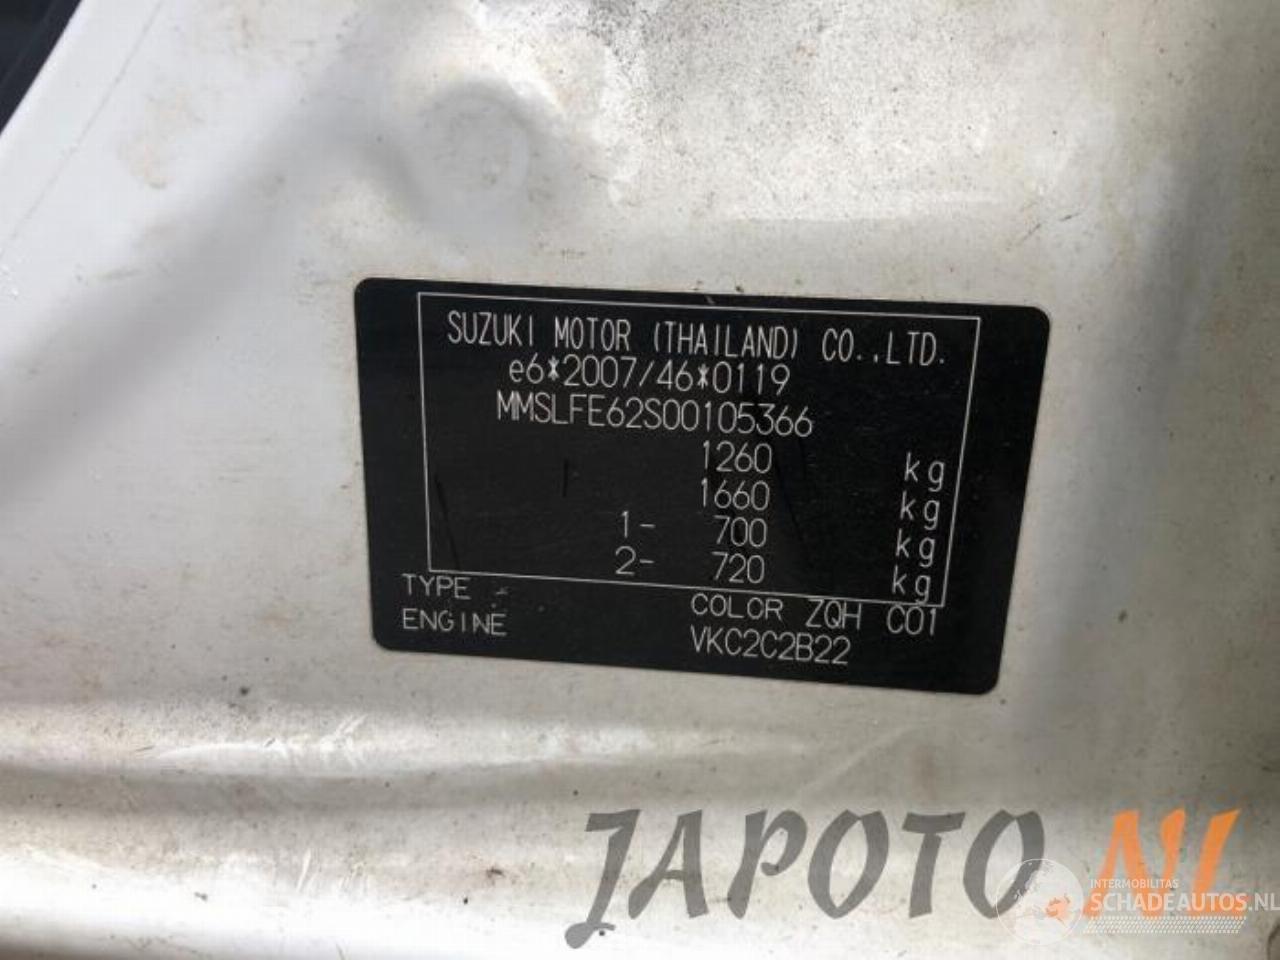 SUZUKI MOTOR (THAILAND) CO.,LTD.
e6*2007/46*0119
MMSLFE62S00105366
1260 kg
1660 kg
1- 700 kg
2- 720 kg
TYPE -
COLOR ZQH C01
ENGINE VKC2C2B22
JAPOTO.NL
INTERMOBILITAS
SCHADEAUTOS.NL